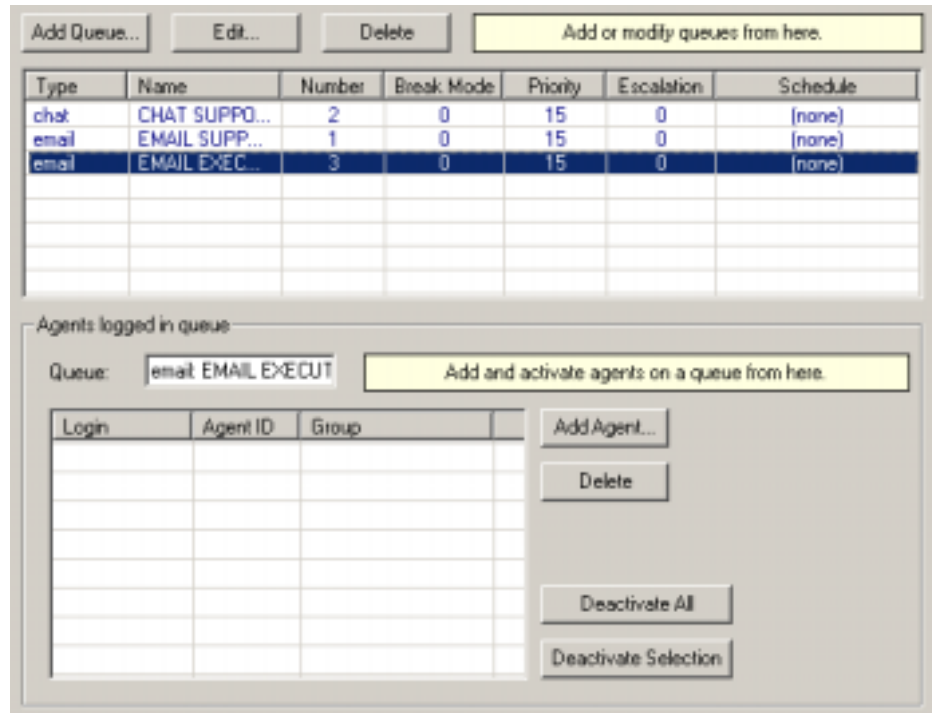 Add Queue... Edit... Delete Add or modify queues from here.
Type Name Number Break Mode Priority Escalation Schedule
chat CHAT SUPPO... 2 0 15 0 (none)
email EMAIL SUPP... 1 0 15 0 (none)
email EMAIL EXEC... 3 0 15 0 (none)
Agents logged in queue
Queue: email: EMAIL EXECUT Add and activate agents on a queue from here.
Login Agent ID Group Add Agent...
Delete
Deactivate All
Deactivate Selection